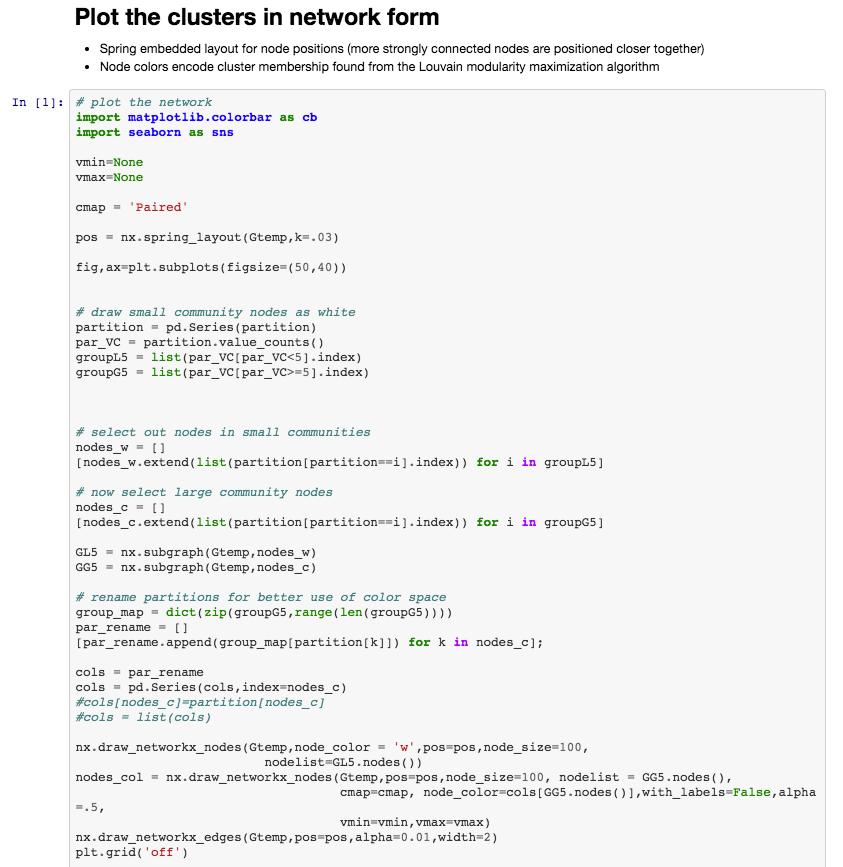 Plot the clusters in network form
• Spring embedded layout for node positions (more strongly connected nodes are positioned closer together)
• Node colors encode cluster membership found from the Louvain modularity maximization algorithm
In [1]:
# plot the network
import matplotlib.colorbar as cb
import seaborn as sns
vmin=None
vmax=None
cmap = 'Paired'
pos = nx.spring_layout(Gtemp,k=.03)
fig,ax=plt.subplots(figsize=(50,40))
# draw small community nodes as white
partition = pd.Series(partition)
par_VC = partition.value_counts()
groupL5 = list(par_VC[par_VC<5].index)
groupG5 = list(par_VC[par_VC>=5].index)
# select out nodes in small communities
nodes_w = []
[nodes_w.extend(list(partition[partition==i].index)) for i in groupL5]
# now select large community nodes
nodes_c = []
[nodes_c.extend(list(partition[partition==i].index)) for i in groupG5]
GL5 = nx.subgraph(Gtemp,nodes_w)
GG5 = nx.subgraph(Gtemp,nodes_c)
# rename partitions for better use of color space
group_map = dict(zip(groupG5,range(len(groupG5))))
par_rename = []
[par_rename.append(group_map[partition[k]]) for k in nodes_c];
cols = par_rename
cols = pd.Series(cols,index=nodes_c)
#cols[nodes_c]=partition[nodes_c]
#cols = list(cols)
nx.draw_networkx_nodes(Gtemp,node_color = 'w',pos=pos,node_size=100,
nodelist=GL5.nodes())
nodes_col = nx.draw_networkx_nodes(Gtemp,pos=pos,node_size=100, nodelist = GG5.nodes(),
cmap=cmap, node_color=cols[GG5.nodes()],with_labels=False,alpha
=.5,
vmin=vmin,vmax=vmax)
nx.draw_networkx_edges(Gtemp,pos=pos,alpha=0.01,width=2)
plt.grid('off')